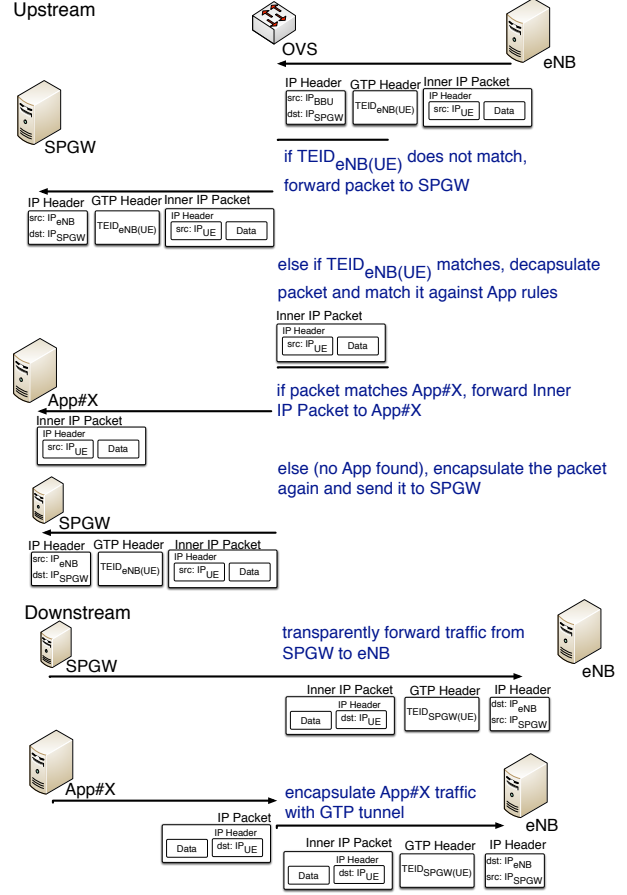 Upstream
OVS
eNB
IP Header GTP Header Inner IP Packet
src: IPBBU
dst: IPSPGW
TEIDeNB(UE)
IP Header
src: IPUE Data
SPGW
if TEIDeNB(UE) does not match,
forward packet to SPGW
IP Header GTP Header Inner IP Packet
src: IPeNB
dst: IPSPGW
TEIDeNB(UE)
IP Header
src: IPUE Data
else if TEIDeNB(UE) matches, decapsulate
packet and match it against App rules
Inner IP Packet
IP Header
src: IPUE Data
App#X
if packet matches App#X, forward Inner
IP Packet to App#X
Inner IP Packet
IP Header
src: IPUE Data
else (no App found), encapsulate the packet
again and send it to SPGW
SPGW
IP Header GTP Header Inner IP Packet
src: IPeNB
dst: IPSPGW
TEIDeNB(UE)
IP Header
src: IPUE Data
Downstream
transparently forward traffic from
SPGW to eNB
SPGW
eNB
Inner IP Packet GTP Header IP Header
IP Header
Data dst: IPUE
TEIDSPGW(UE)
dst: IPeNB
src: IPSPGW
App#X
encapsulate App#X traffic
with GTP tunnel
eNB
IP Packet
IP Header
Data dst: IPUE
Inner IP Packet GTP Header IP Header
IP Header
Data dst: IPUE
TEIDSPGW(UE)
dst: IPeNB
src: IPSPGW